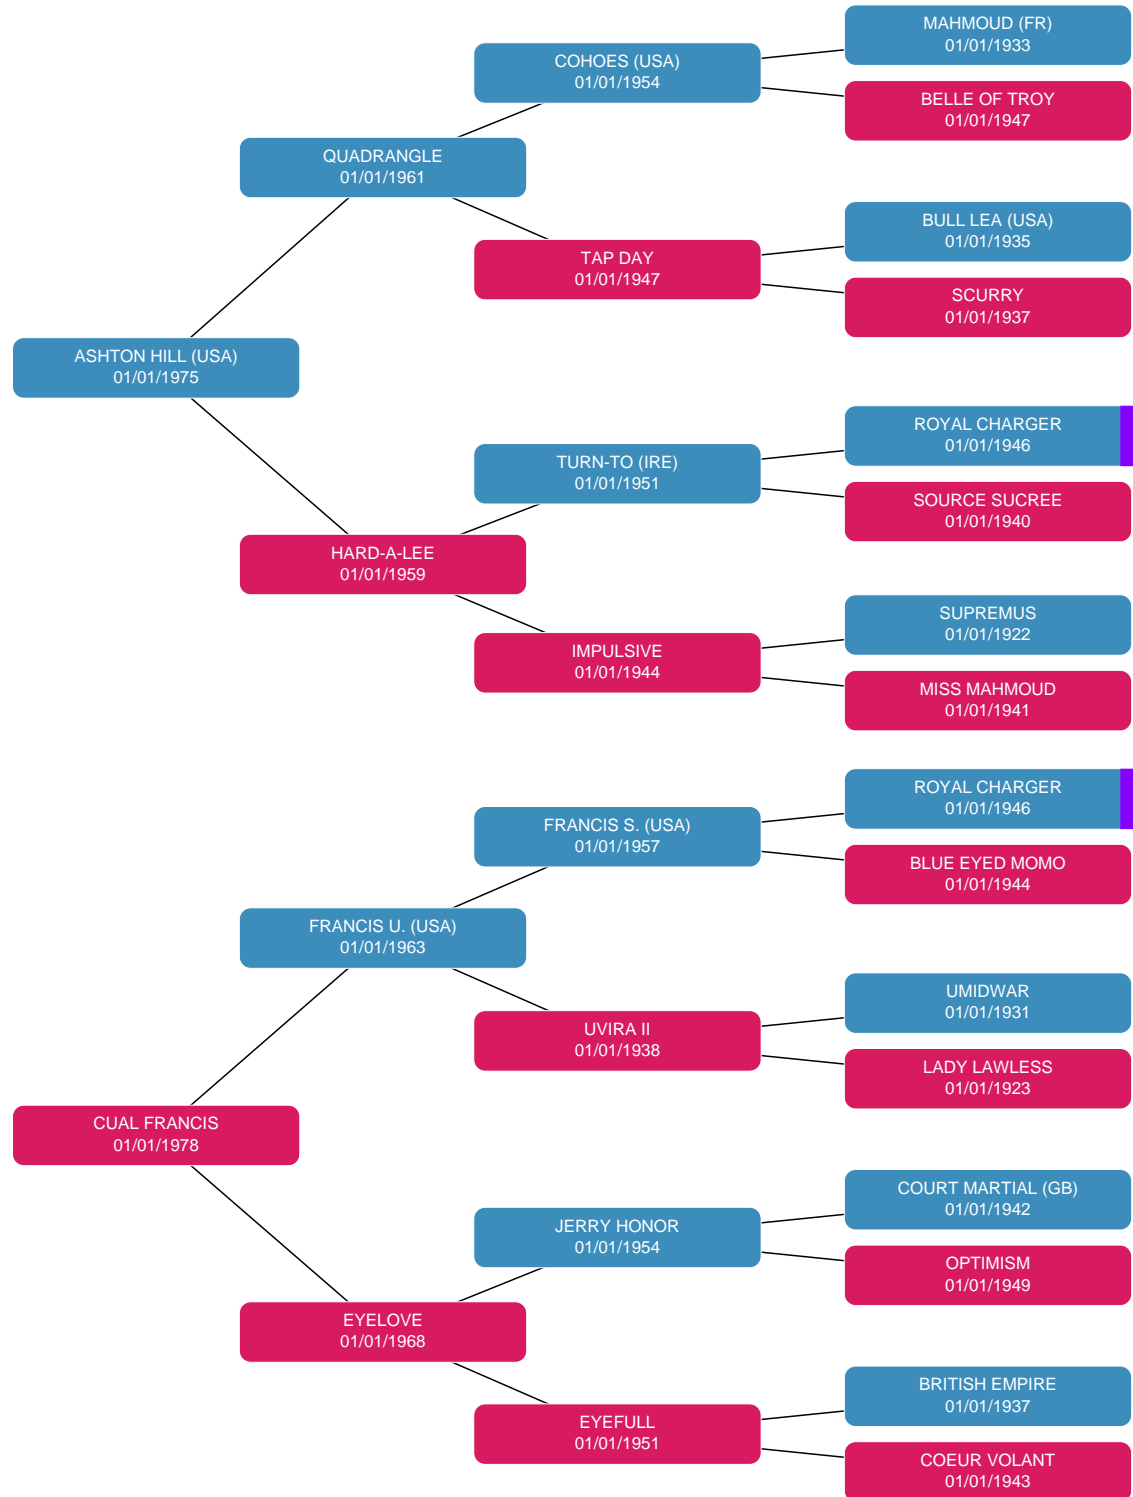 MAHMOUD (FR)
01/01/1933
COHOES (USA)
01/01/1954
BELLE OF TROY
01/01/1947
QUADRANGLE
01/01/1961
BULL LEA (USA)
01/01/1935
TAP DAY
01/01/1947
SCURRY
01/01/1937
ASHTON HILL (USA)
01/01/1975
ROYAL CHARGER
01/01/1946
TURN-TO (IRE)
01/01/1951
SOURCE SUCREE
01/01/1940
HARD-A-LEE
01/01/1959
SUPREMUS
01/01/1922
IMPULSIVE
01/01/1944
MISS MAHMOUD
01/01/1941
ROYAL CHARGER
01/01/1946
FRANCIS S. (USA)
01/01/1957
BLUE EYED MOMO
01/01/1944
FRANCIS U. (USA)
01/01/1963
UMIDWAR
01/01/1931
UVIRA II
01/01/1938
LADY LAWLESS
01/01/1923
CUAL FRANCIS
01/01/1978
COURT MARTIAL (GB)
01/01/1942
JERRY HONOR
01/01/1954
OPTIMISM
01/01/1949
EYELOVE
01/01/1968
BRITISH EMPIRE
01/01/1937
EYEFULL
01/01/1951
COEUR VOLANT
01/01/1943